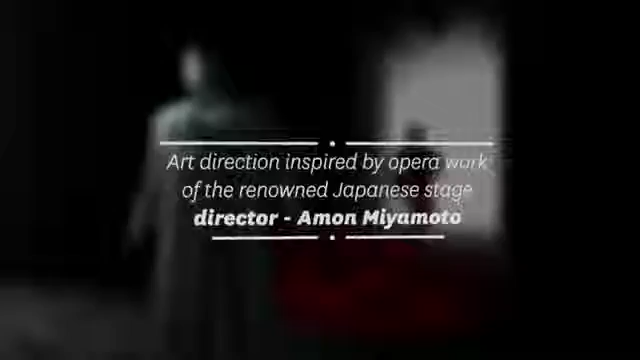 Art direction inspired by opera work
of the renowned Japanese stage
director - Amon Miyamoto